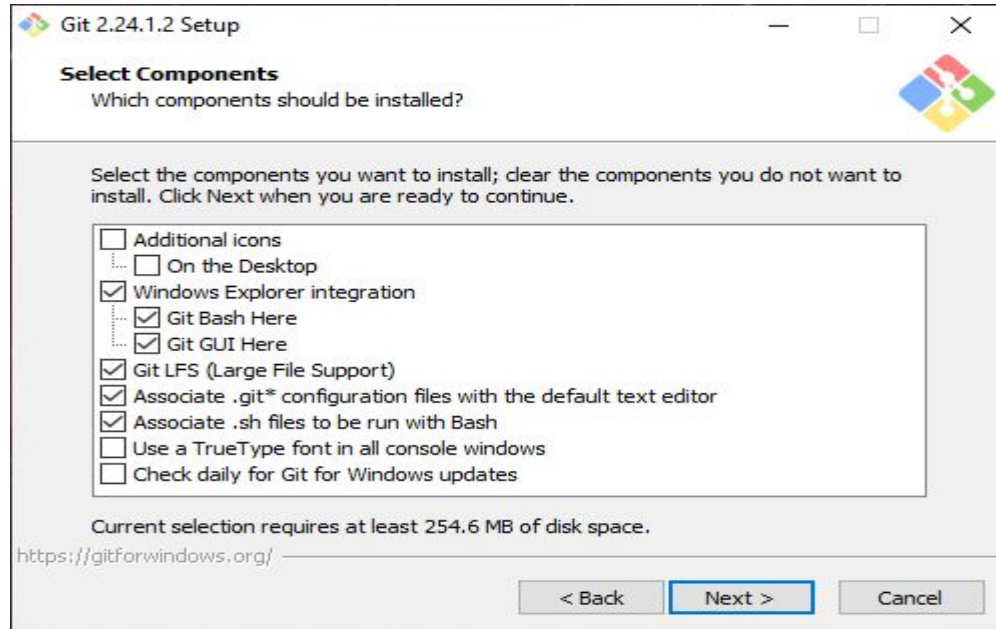 Git 2.24.1.2 Setup
Select Components
Which components should be installed?
Select the components you want to install; clear the components you do not want to
install. Click Next when you are ready to continue.
Additional icons
On the Desktop
Windows Explorer integration
Git Bash Here
Git GUI Here
Git LFS (Large File Support)
Associate .git* configuration files with the default text editor
Associate .sh files to be run with Bash
Use a TrueType font in all console windows
Check daily for Git for Windows updates
Current selection requires at least 254.6 MB of disk space.
https://gitforwindows.org/
< Back Next > Cancel